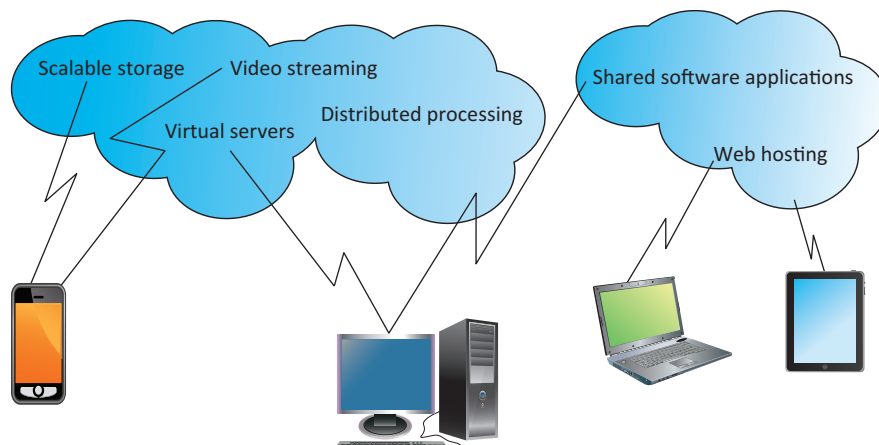 Scalable storage
Video streaming
Virtual servers
Distributed processing
Shared software applications
Web hosting